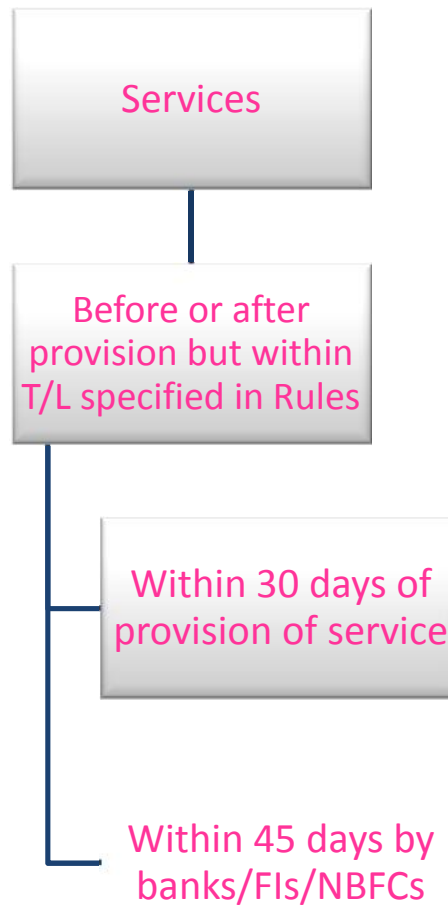 Services
Before or after
provision but within
T/L specified in Rules
Within 30 days of
provision of service
Within 45 days by
banks/FIs/NBFCs